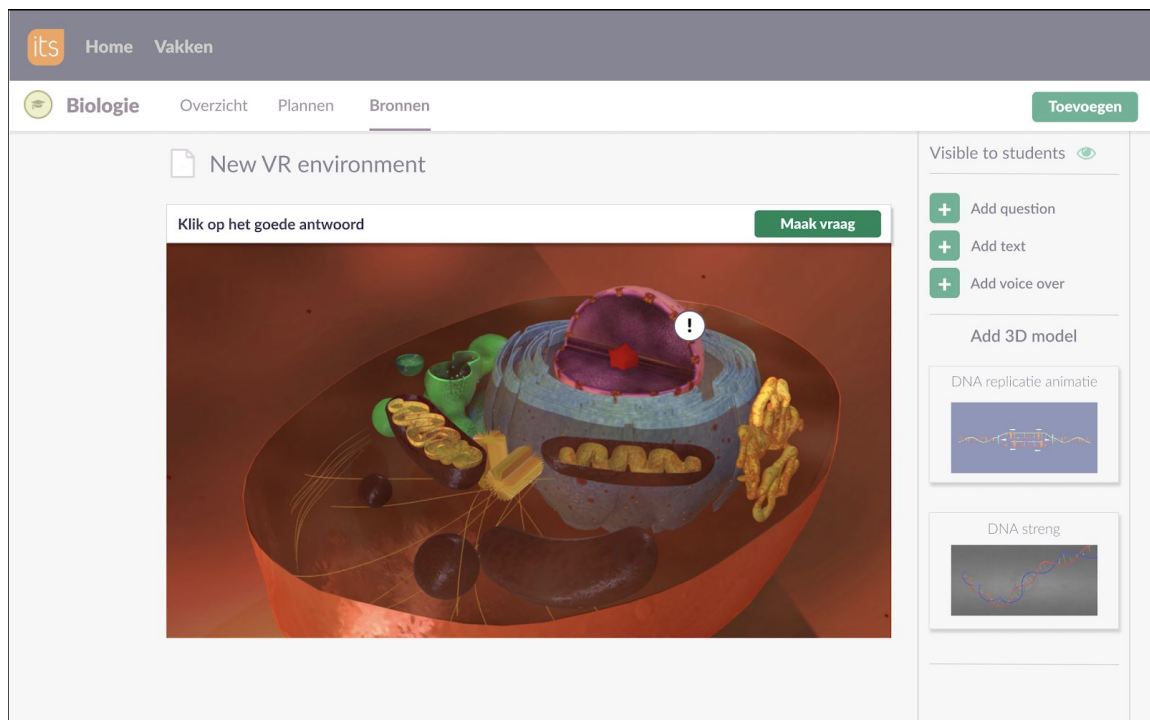 its Home Vakken
Biologie Overzicht Plannen Bronnen Toevoegen
New VR environment
Visible to students
Klik op het goede antwoord Maak vraag
!
+ Add question
+ Add text
+ Add voice over
Add 3D model
DNA replicatie animatie
DNA streng